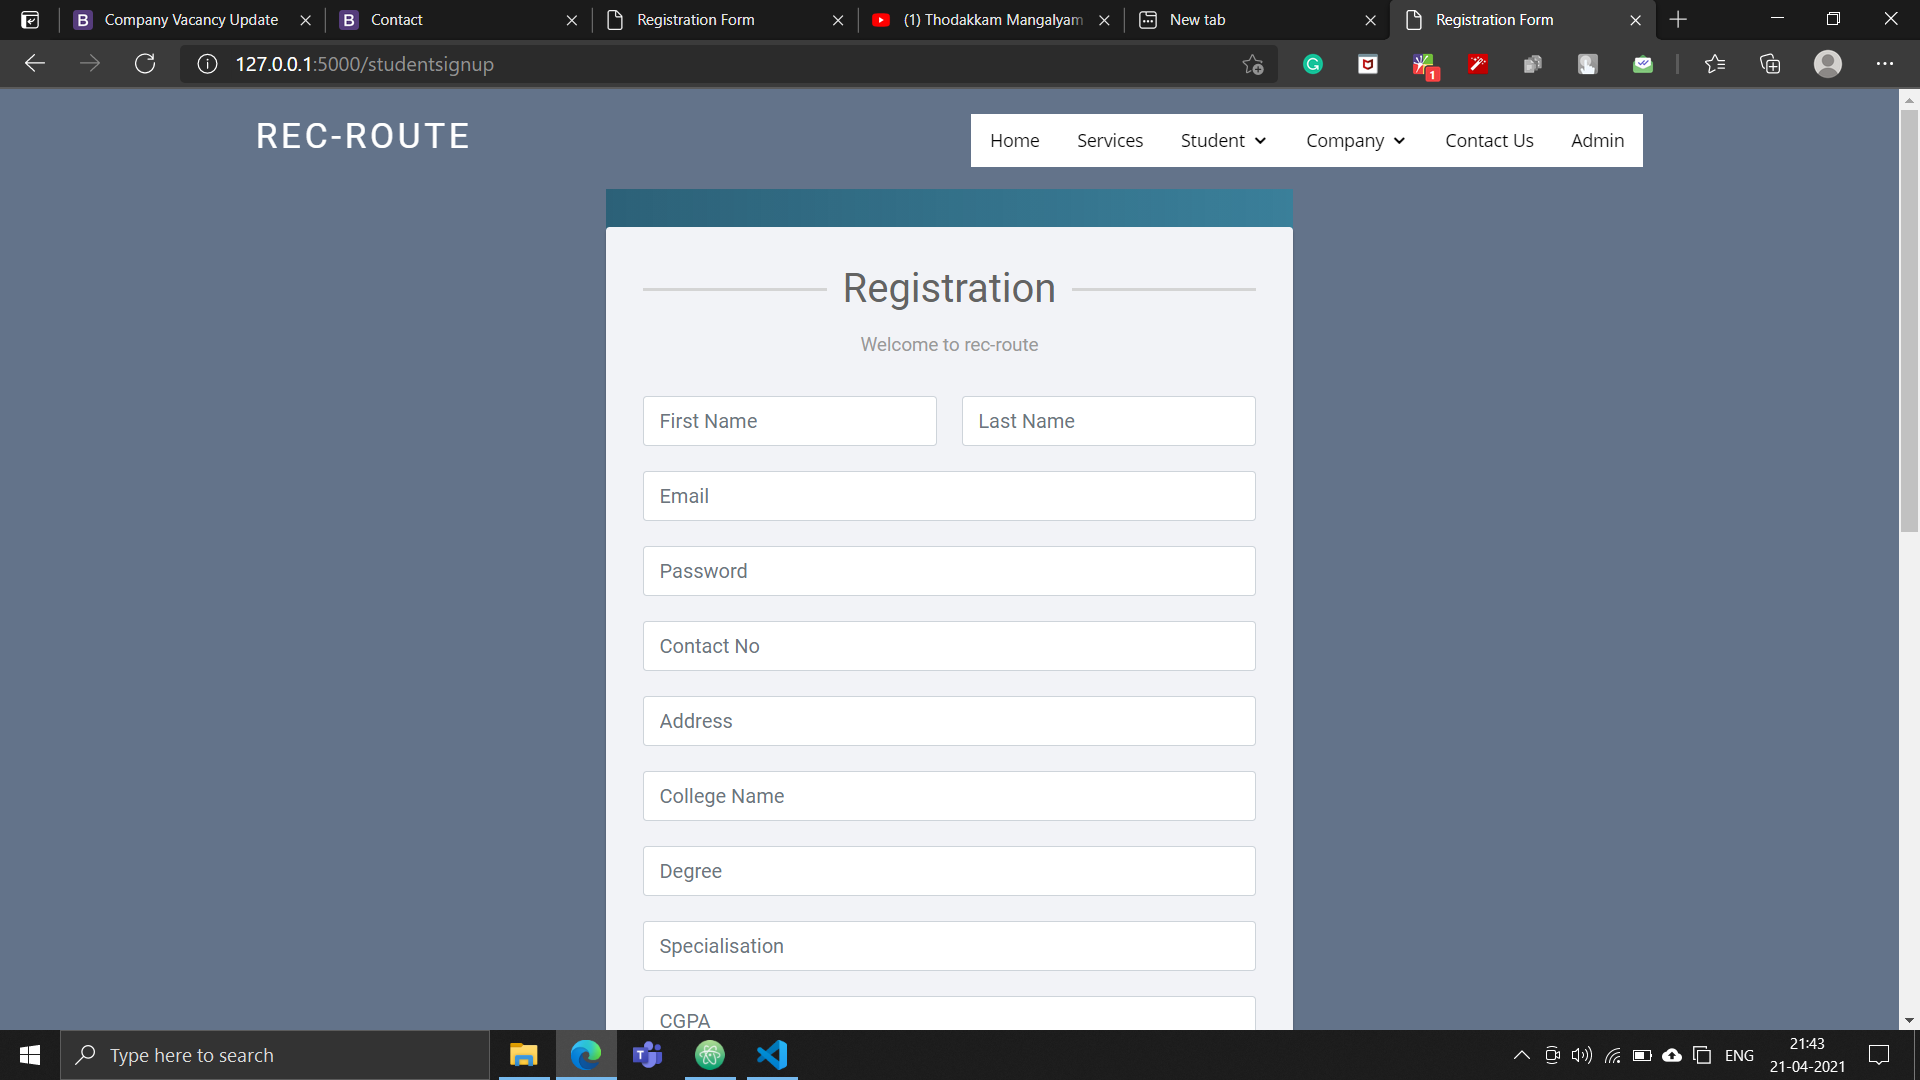 Company Vacancy Update
Contact
Registration Form
(1) Thodakkam Mangalyam
New tab
Registration Form
127.0.0.1:5000/studentsignup
1
REC-ROUTE
Home
Services
Student
Company
Contact Us
Admin
Registration
Welcome to rec-route
First Name
Last Name
Email
Password
Contact No
Address
College Name
Degree
Specialisation
CGPA
Type here to search
ENG
21:43
21-04-2021